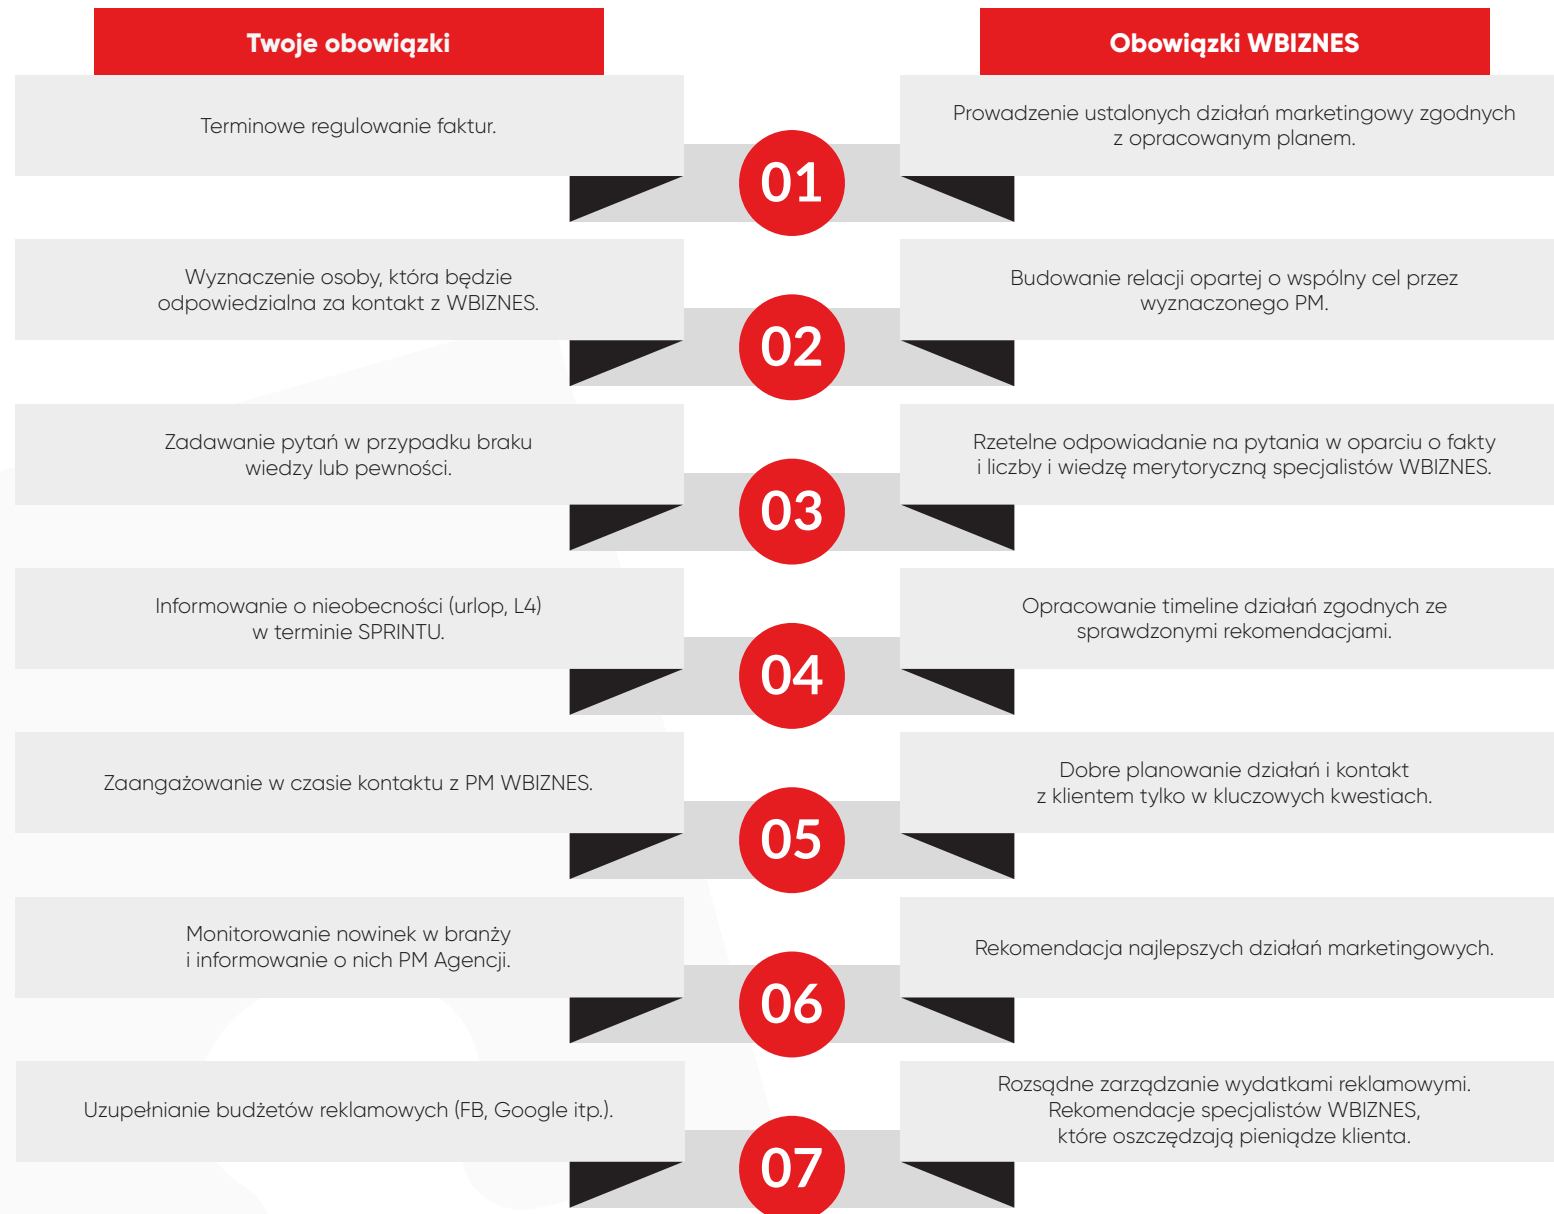 Twoje obowiązki
Obowiązki WBIZNES
Terminowe regulowanie faktur.
01
Prowadzenie ustalonych działań marketingowy zgodnych
z opracowanym planem.
Wyznaczenie osoby, która będzie
odpowiedzialna za kontakt z WBIZNES.
02
Budowanie relacji opartej o wspólny cel przez
wyznaczonego PM.
Zadawanie pytań w przypadku braku
wiedzy lub pewności.
03
Rzetelne odpowiadanie na pytania w oparciu o fakty
i liczby i wiedzę merytoryczną specjalistów WBIZNES.
Informowanie o nieobecności (urlop, L4)
w terminie SPRINTU.
04
Opracowanie timeline działań zgodnych ze
sprawdzonymi rekomendacjami.
Zaangażowanie w czasie kontaktu z PM WBIZNES.
05
Dobre planowanie działań i kontakt
z klientem tylko w kluczowych kwestiach.
Monitorowanie nowinek w branży
i informowanie o nich PM Agencji.
06
Rekomendacja najlepszych działań marketingowych.
Uzupełnianie budżetów reklamowych (FB, Google itp.).
07
Rozsądne zarządzanie wydatkami reklamowymi.
Rekomendacje specjalistów WBIZNES,
które oszczędzają pieniądze klienta.